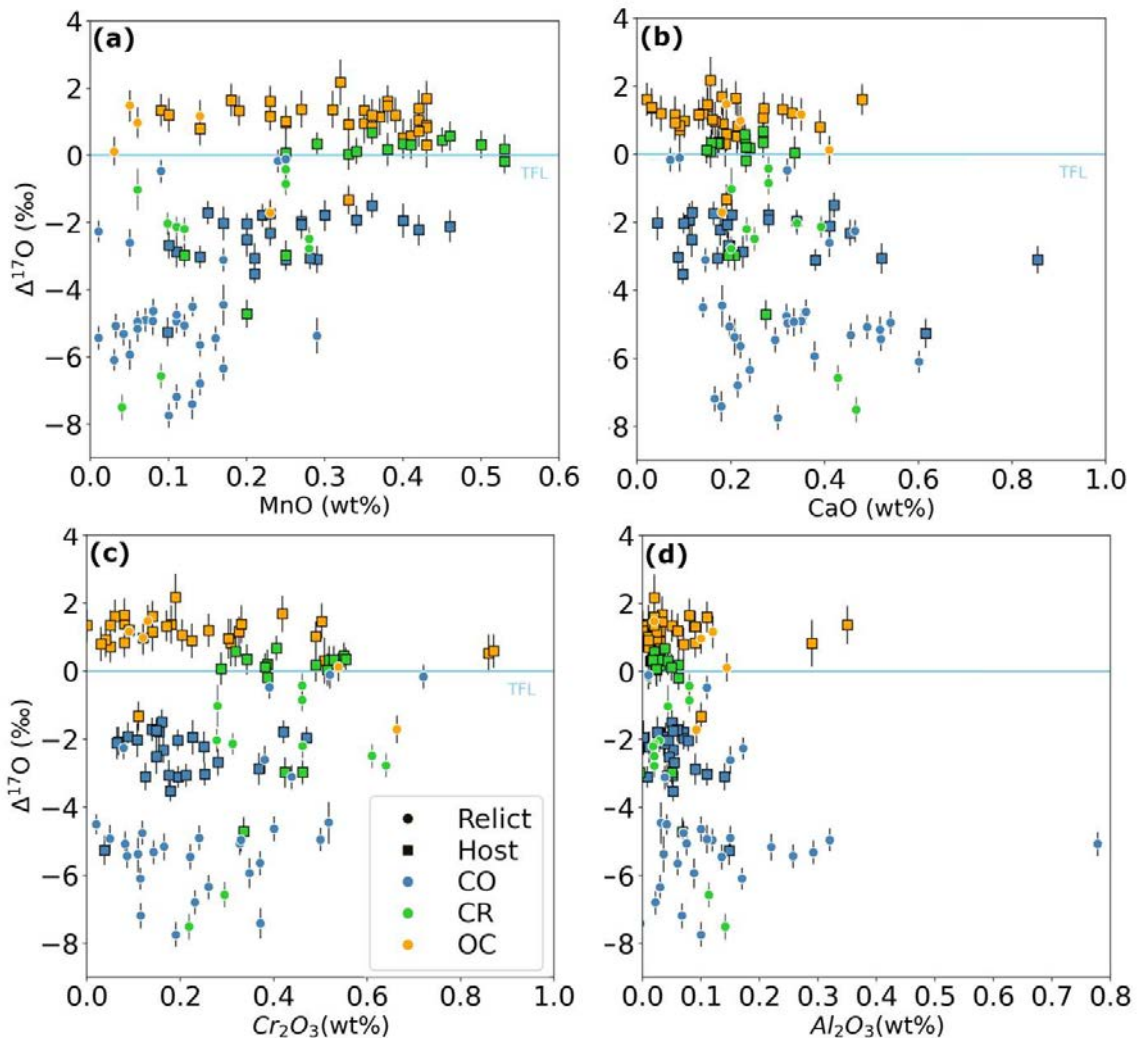 (a)
4
2
0
−2
−4
−6
−8
Δ¹⁷O (‰)
TFL
0.0 0.1 0.2 0.3 0.4 0.5 0.6
MnO (wt%)
(b)
4
2
0
-2
-4
-6
-8
TFL
0.0 0.2 0.4 0.6 0.8 1.0
CaO (wt%)
(c)
4
2
0
−2
−4
−6
−8
Δ¹⁷O (‰)
TFL
Relict
Host
CO
CR
OC
0.0 0.2 0.4 0.6 0.8 1.0
Cr₂O₃(wt%)
(d)
4
2
0
−2
−4
−6
−8
TFL
0.0 0.1 0.2 0.3 0.4 0.5 0.6 0.7 0.8
Al₂O₃(wt%)